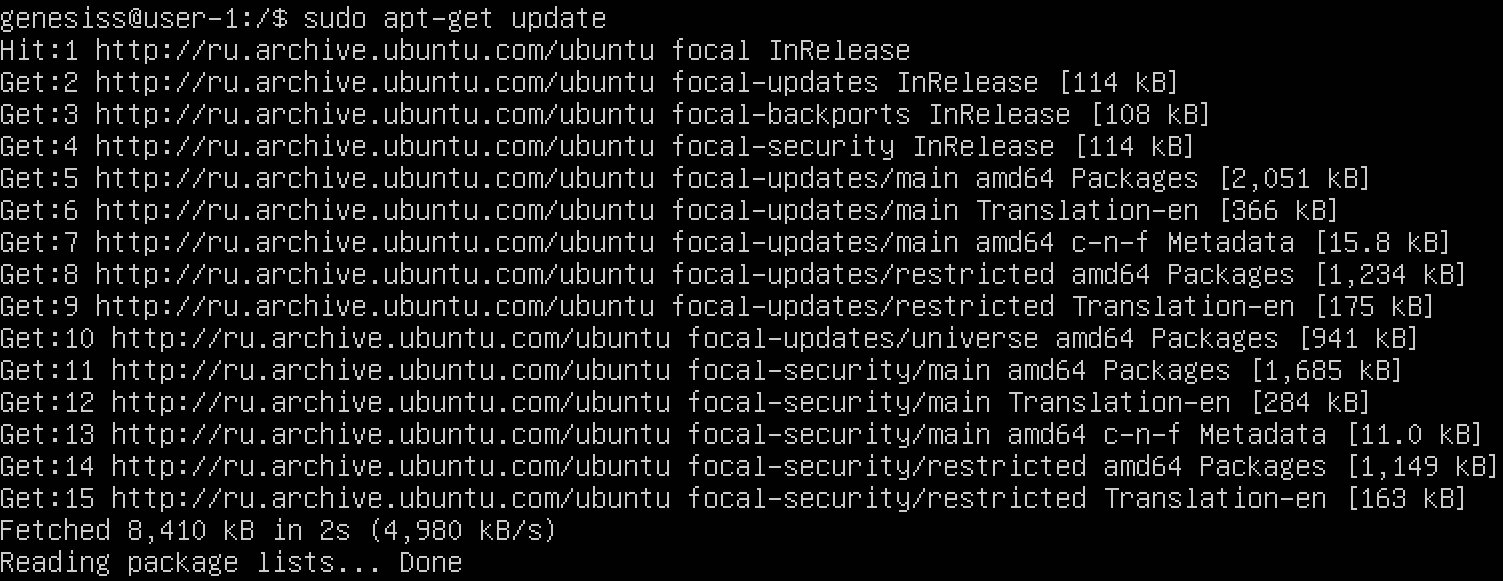 genesiss@user-1:/$ sudo apt-get update
Hit:1 http://ru.archive.ubuntu.com/ubuntu focal InRelease
Get:2 http://ru.archive.ubuntu.com/ubuntu focal-updates InRelease [114 kB]
Get:3 http://ru.archive.ubuntu.com/ubuntu focal-backports InRelease [108 kB]
Get:4 http://ru.archive.ubuntu.com/ubuntu focal-security InRelease [114 kB]
Get:5 http://ru.archive.ubuntu.com/ubuntu focal-updates/main amd64 Packages [2,051 kB]
Get:6 http://ru.archive.ubuntu.com/ubuntu focal-updates/main Translation-en [366 kB]
Get:7 http://ru.archive.ubuntu.com/ubuntu focal-updates/main amd64 c-n-f Metadata [15.8 kB]
Get:8 http://ru.archive.ubuntu.com/ubuntu focal-updates/restricted amd64 Packages [1,234 kB]
Get:9 http://ru.archive.ubuntu.com/ubuntu focal-updates/restricted Translation-en [175 kB]
Get:10 http://ru.archive.ubuntu.com/ubuntu focal-updates/universe amd64 Packages [941 kB]
Get:11 http://ru.archive.ubuntu.com/ubuntu focal-security/main amd64 Packages [1,685 kB]
Get:12 http://ru.archive.ubuntu.com/ubuntu focal-security/main Translation-en [284 kB]
Get:13 http://ru.archive.ubuntu.com/ubuntu focal-security/main amd64 c-n-f Metadata [11.0 kB]
Get:14 http://ru.archive.ubuntu.com/ubuntu focal-security/restricted amd64 Packages [1,149 kB]
Get:15 http://ru.archive.ubuntu.com/ubuntu focal-security/restricted Translation-en [163 kB]
Fetched 8,410 kB in 2s (4,980 kB/s)
Reading package lists... Done